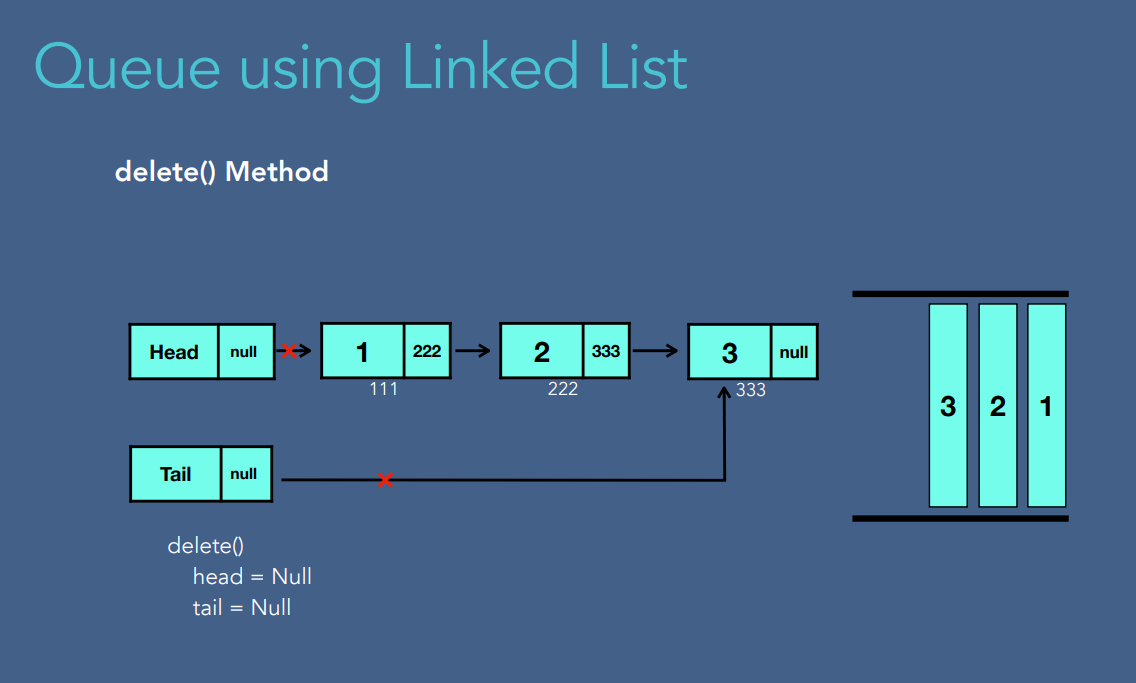 Queue using Linked List
delete() Method
Head null 1 222 2 333 3 null
111 222 333
3 2 1
Tail null
delete()
head = Null
tail = Null